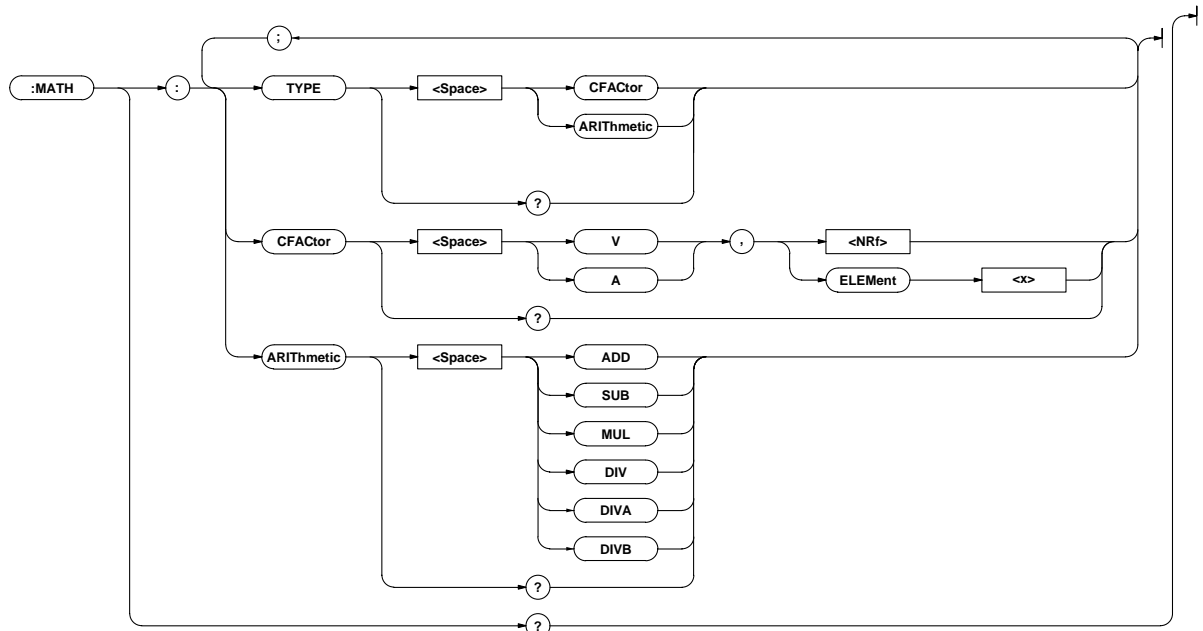 ;
:MATH : TYPE <Space> CFACtor
ARIThmetic
?
CFACtor <Space> V , <NRf>
A ELEMent <x>
?
ARIThmetic <Space> ADD
SUB
MUL
DIV
DIVA
DIVB
?
?